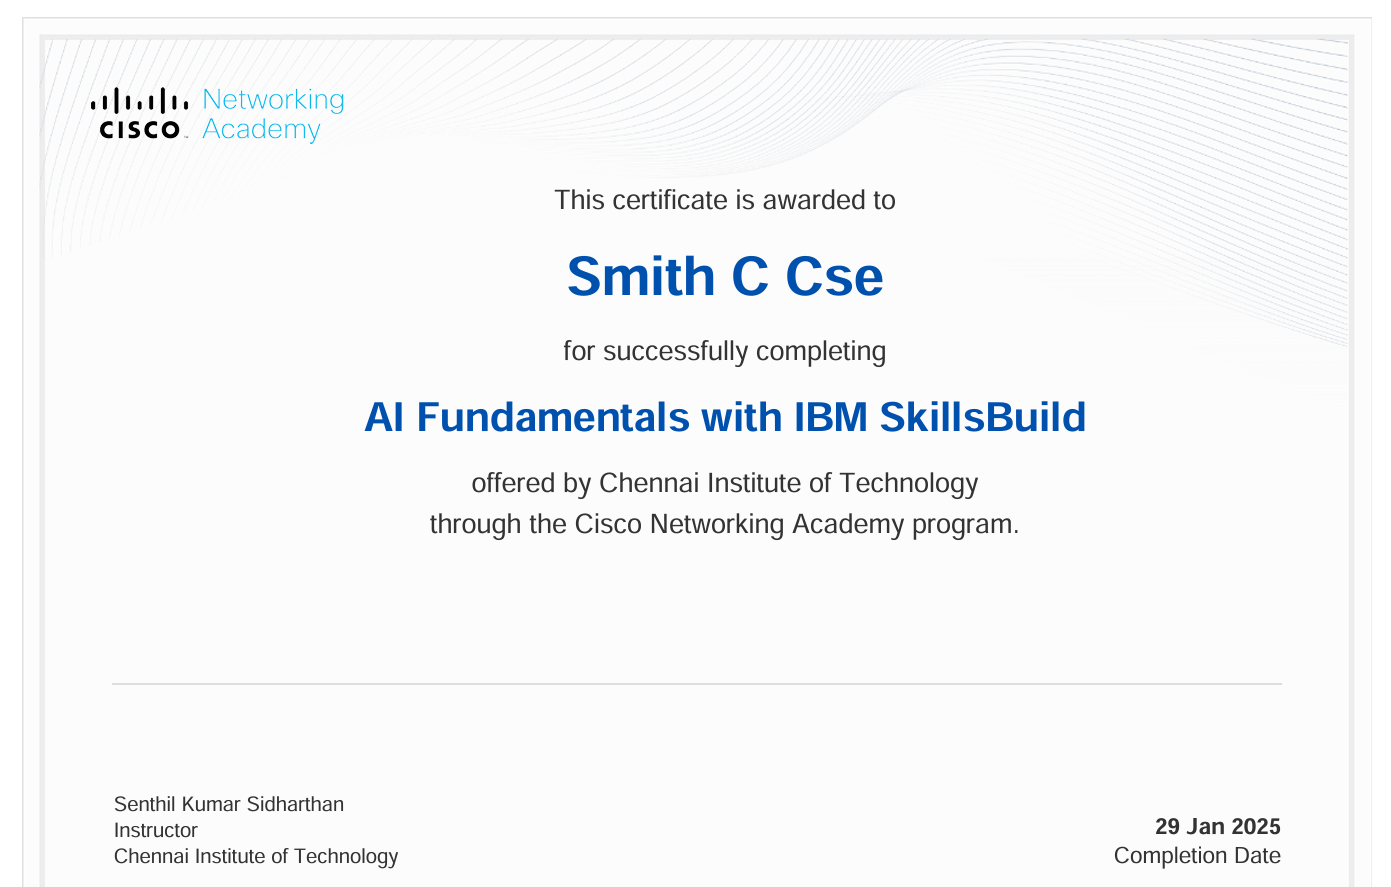 Networking
CISCO Academy
This certificate is awarded to
Smith C Cse
for successfully completing
AI Fundamentals with IBM SkillsBuild
offered by Chennai Institute of Technology
through the Cisco Networking Academy program.
Senthil Kumar Sidharthan
Instructor
Chennai Institute of Technology
29 Jan 2025
Completion Date